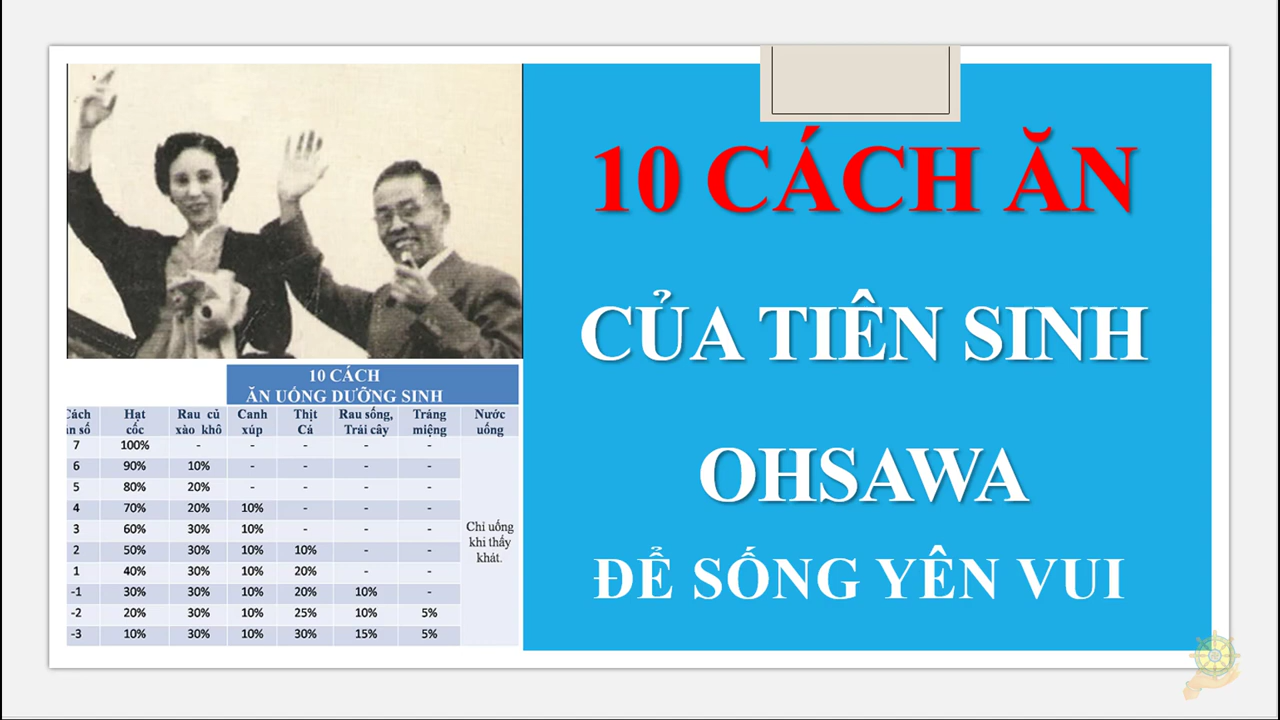 10 CÁCH ĂN
CỦA TIÊN SINH
OHSAWA
ĐỂ SỐNG YÊN VUI
10 CÁCH
ĂN UỐNG DƯỠNG SINH
Cách ăn số Hạt cốc Rau củ xào khô Canh xúp Thịt Cá Rau sống, Trái cây Tráng miệng Nước uống
7 100% - - - - -
6 90% 10% - - - -
5 80% 20% - - - -
4 70% 20% 10% - - -
3 60% 30% 10% - - -
2 50% 30% 10% 10% - -
1 40% 30% 10% 20% - -
-1 30% 30% 10% 20% 10% -
-2 20% 30% 10% 25% 10% 5%
-3 10% 30% 10% 30% 15% 5%
Chỉ uống
khi thấy
khát.